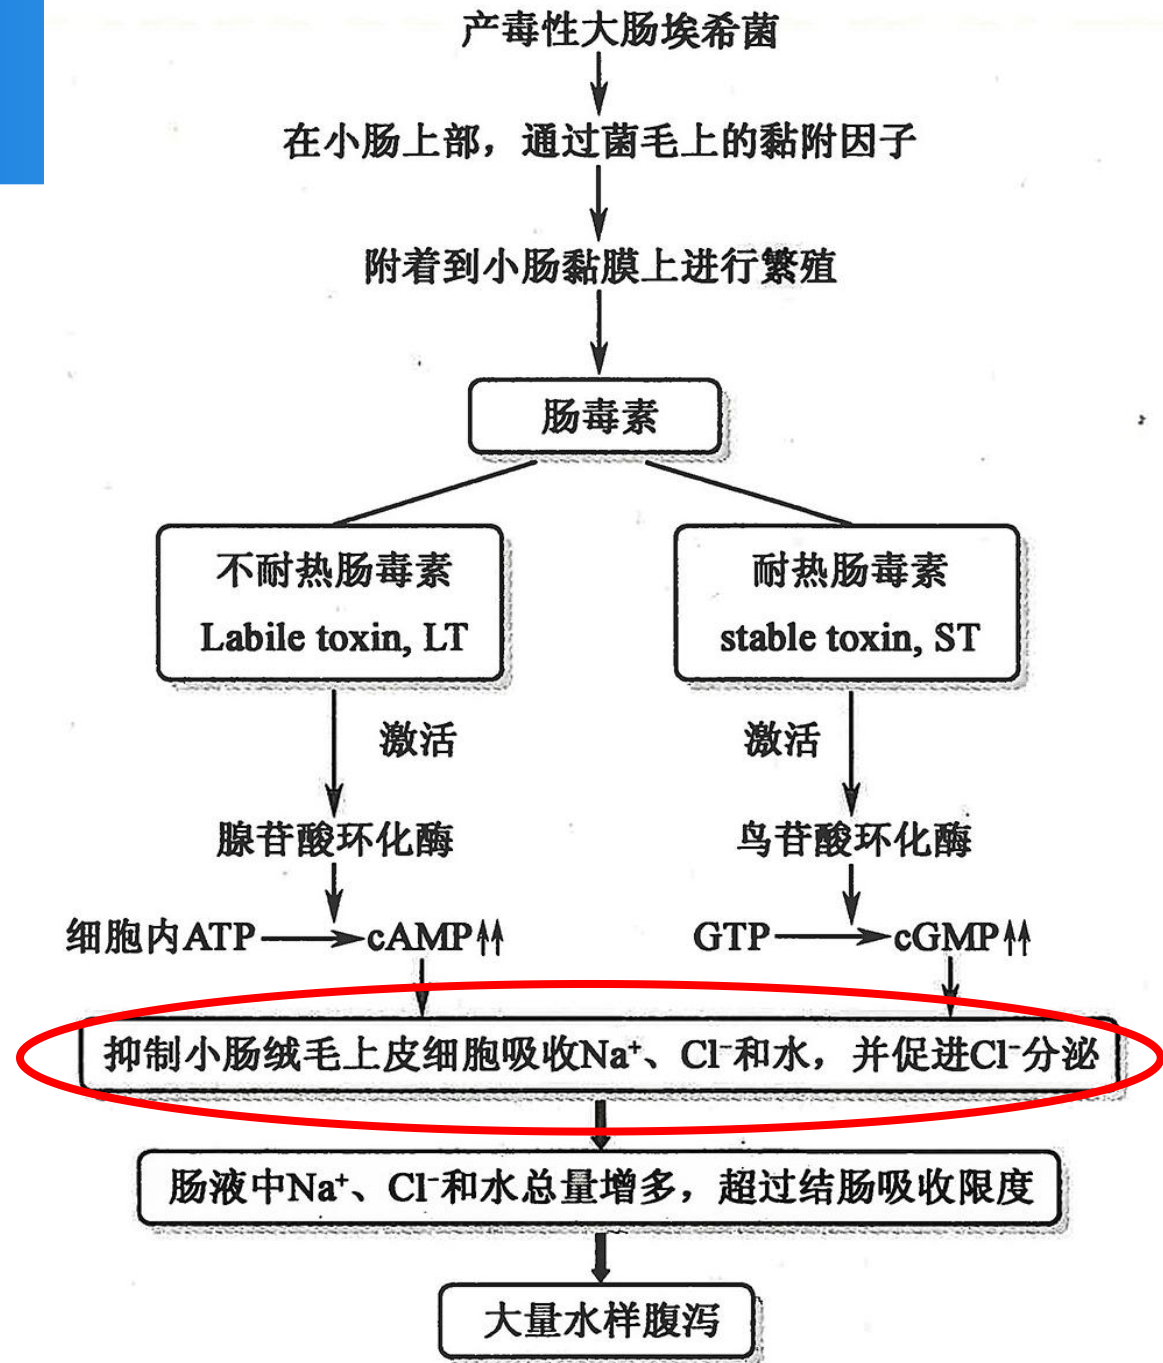 产毒性大肠埃希菌
在小肠上部，通过菌毛上的黏附因子
附着到小肠黏膜上进行繁殖
肠毒素
不耐热肠毒素
Labile toxin, LT
耐热肠毒素
stable toxin, ST
激活
激活
腺苷酸环化酶
鸟苷酸环化酶
细胞内ATP cAMP⇈
GTP cGMP⇈
抑制小肠绒毛上皮细胞吸收Na⁺、Cl⁻和水，并促进Cl⁻分泌
肠液中Na⁺、Cl⁻和水总量增多，超过结肠吸收限度
大量水样腹泻